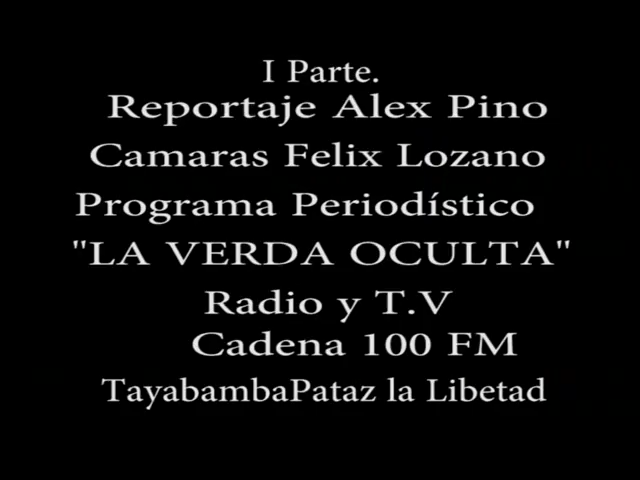 I Parte.
Reportaje Alex Pino
Camaras Felix Lozano
Programa Periodístico
"LA VERDA OCULTA"
Radio y T.V
Cadena 100 FM
TayabambaPataz la Libetad